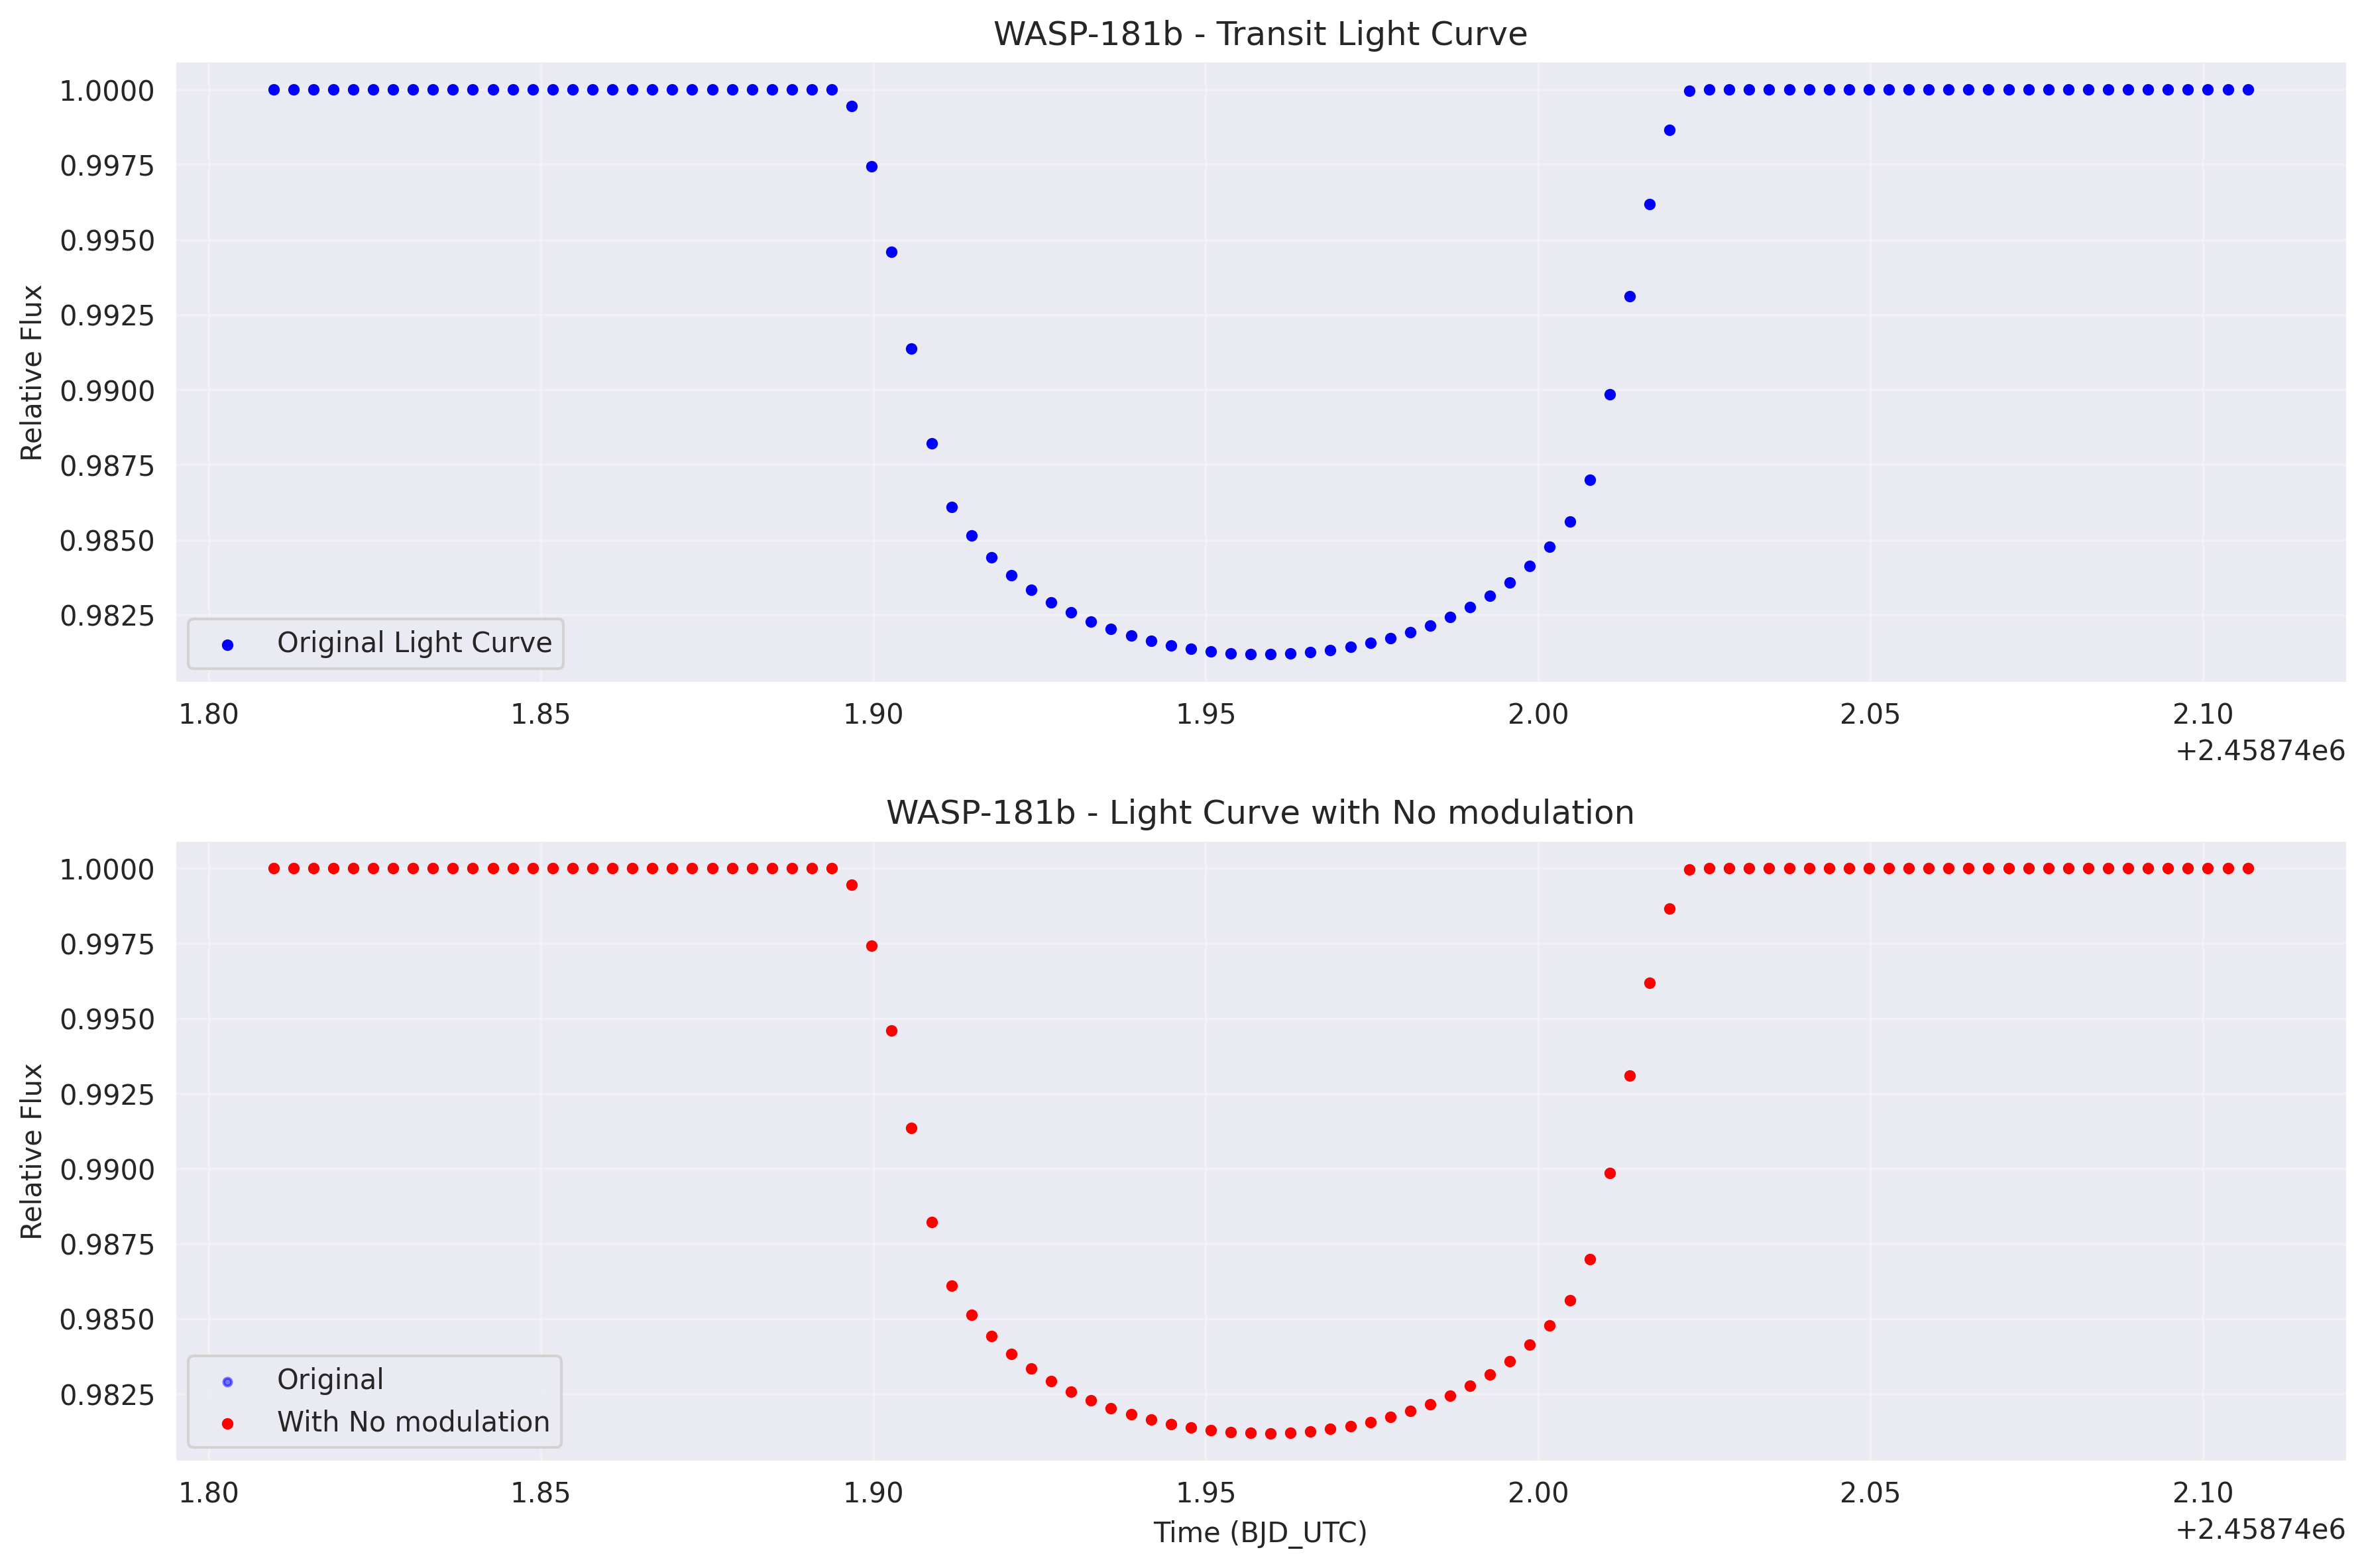 WASP-181b - Transit Light Curve
Relative Flux
1.0000
0.9975
0.9950
0.9925
0.9900
0.9875
0.9850
0.9825
Original Light Curve
1.80 1.85 1.90 1.95 2.00 2.05 2.10
+2.45874e6
WASP-181b - Light Curve with No modulation
Relative Flux
1.0000
0.9975
0.9950
0.9925
0.9900
0.9875
0.9850
0.9825
Original
With No modulation
1.80 1.85 1.90 1.95 2.00 2.05 2.10
+2.45874e6
Time (BJD_UTC)